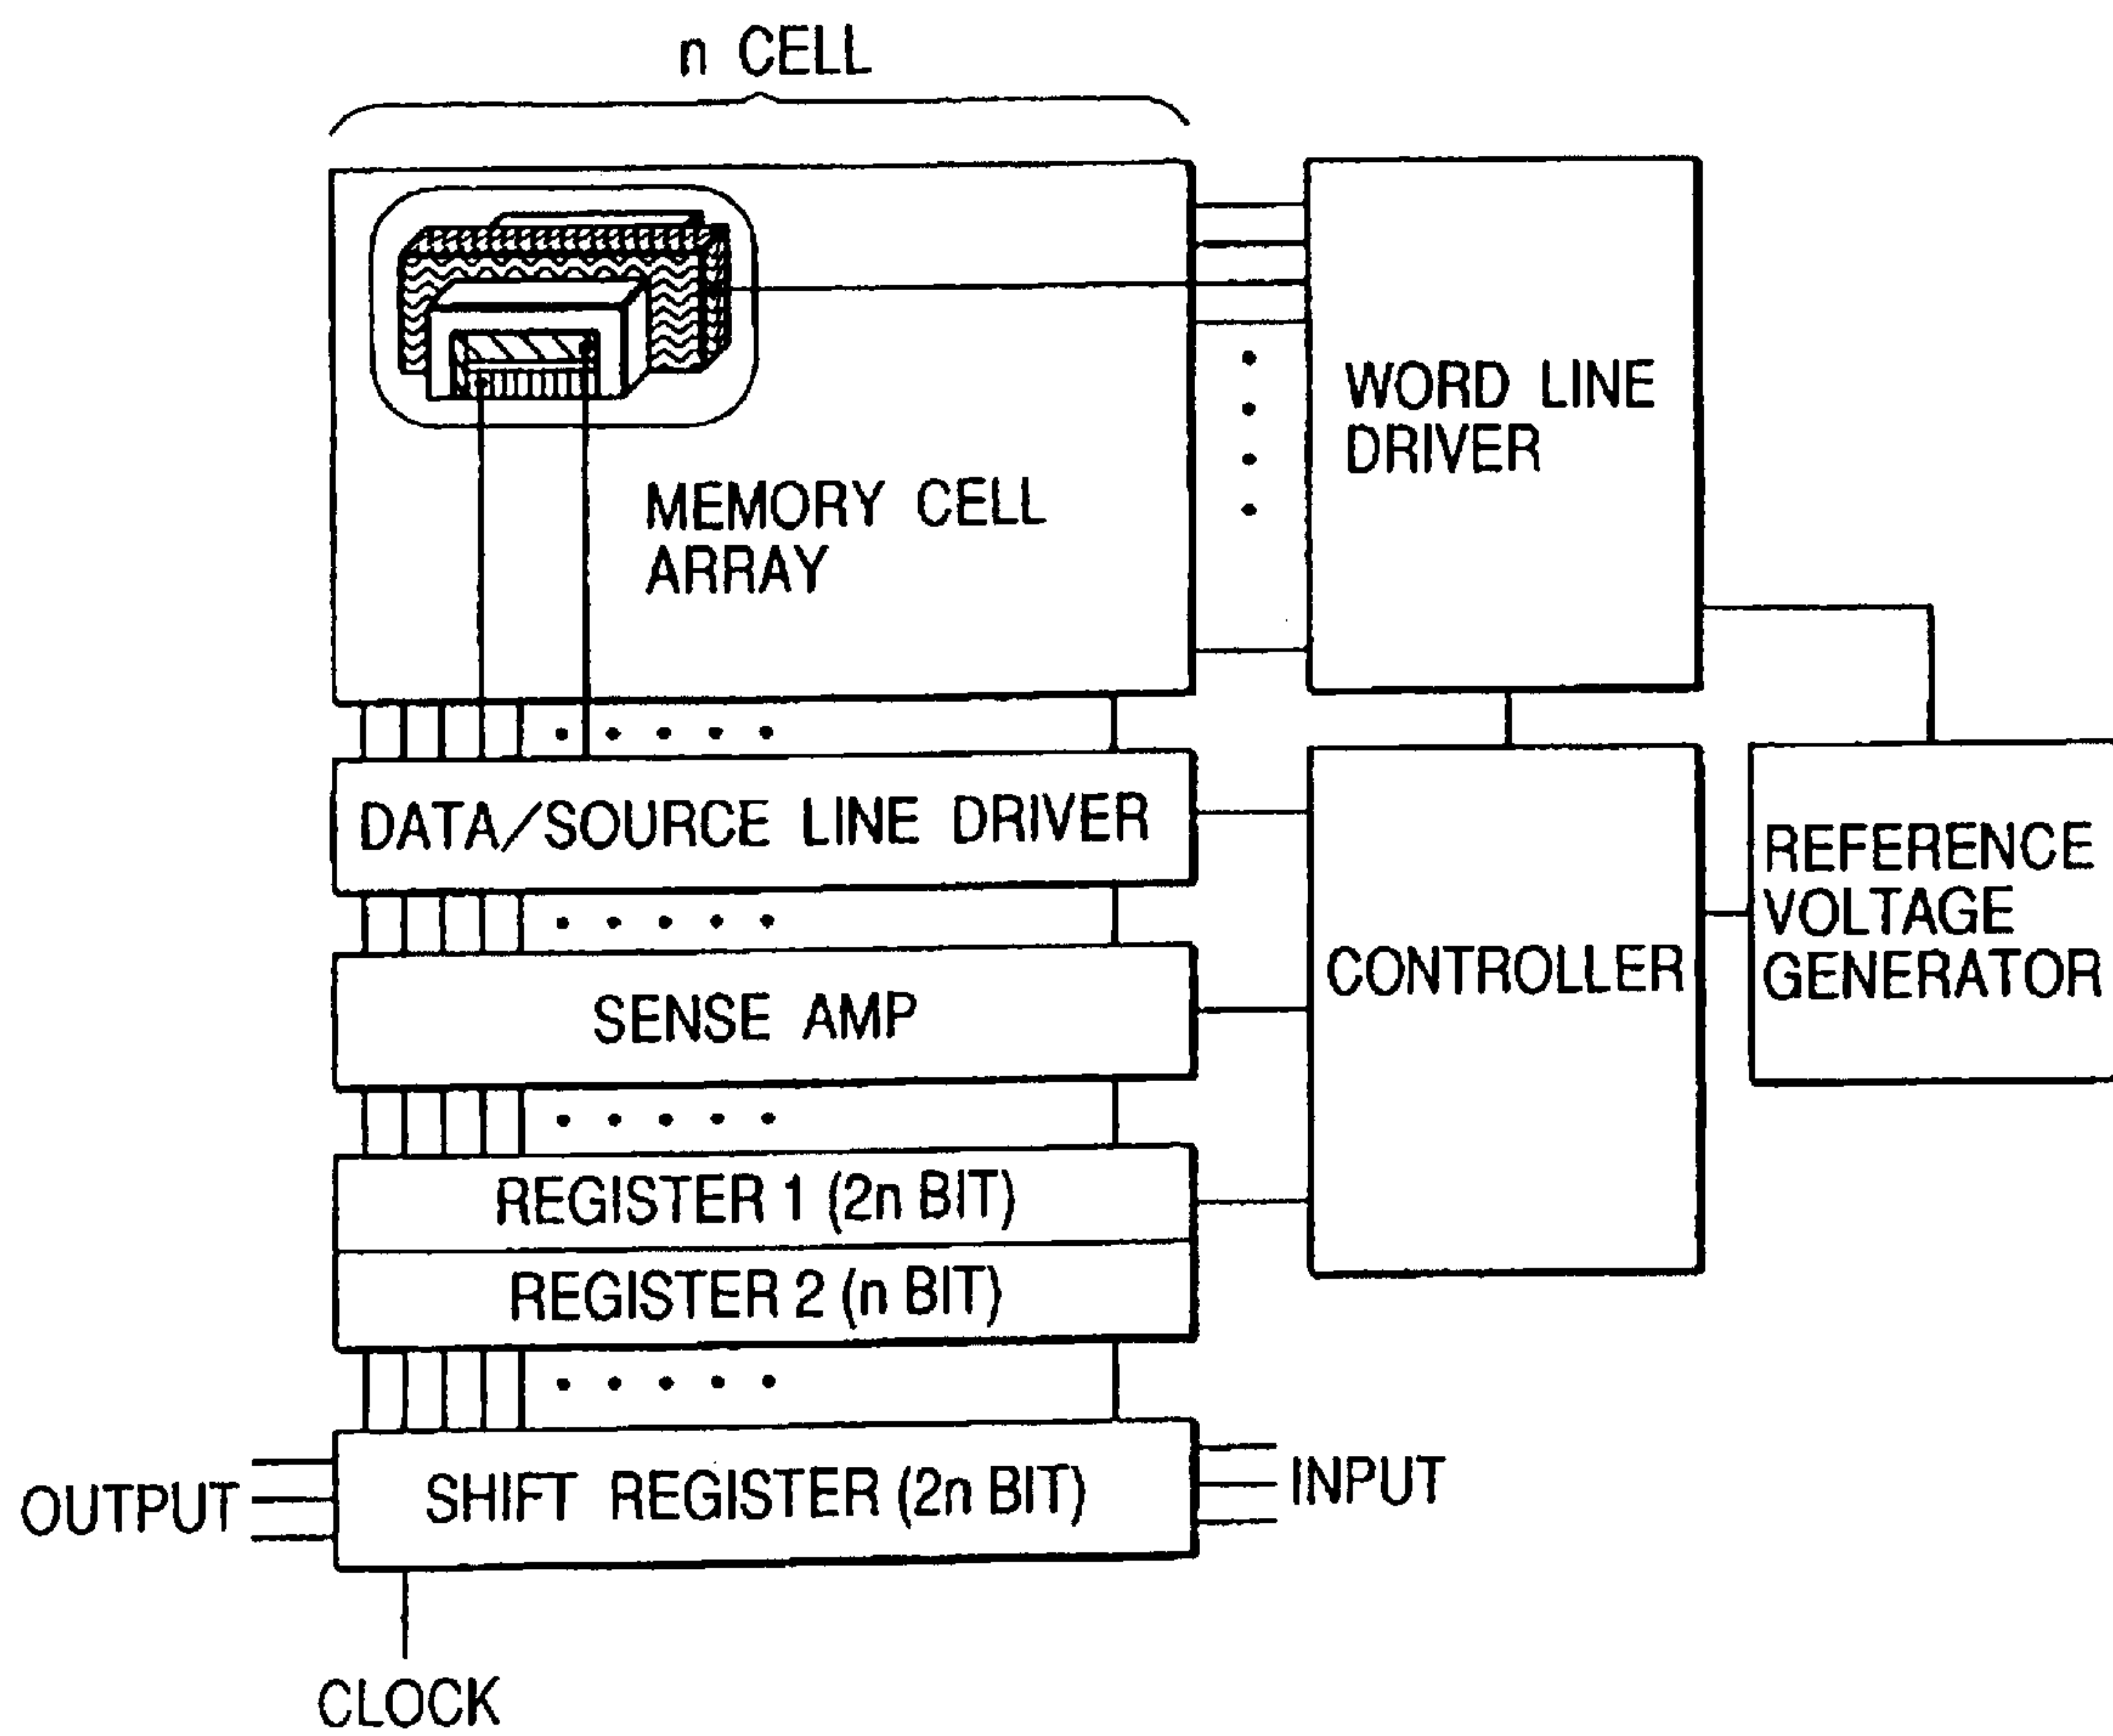 n CELL
MEMORY CELL
ARRAY
WORD LINE
DRIVER
DATA/SOURCE LINE DRIVER
REFERENCE
VOLTAGE
GENERATOR
CONTROLLER
SENSE AMP
REGISTER 1 (2n BIT)
REGISTER 2 (n BIT)
OUTPUT
SHIFT REGISTER (2n BIT)
INPUT
CLOCK